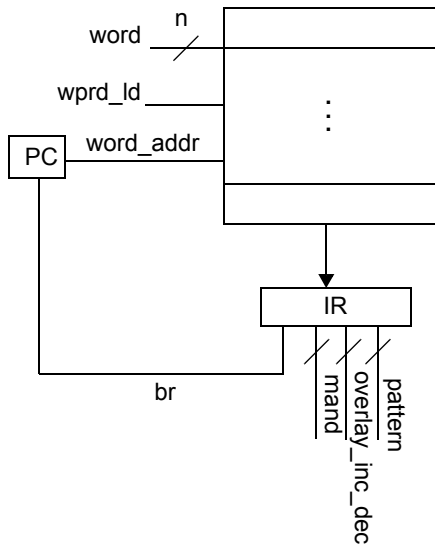 n
word
wprd_ld
word_addr
PC
IR
br
mand
overlay_inc_dec
pattern